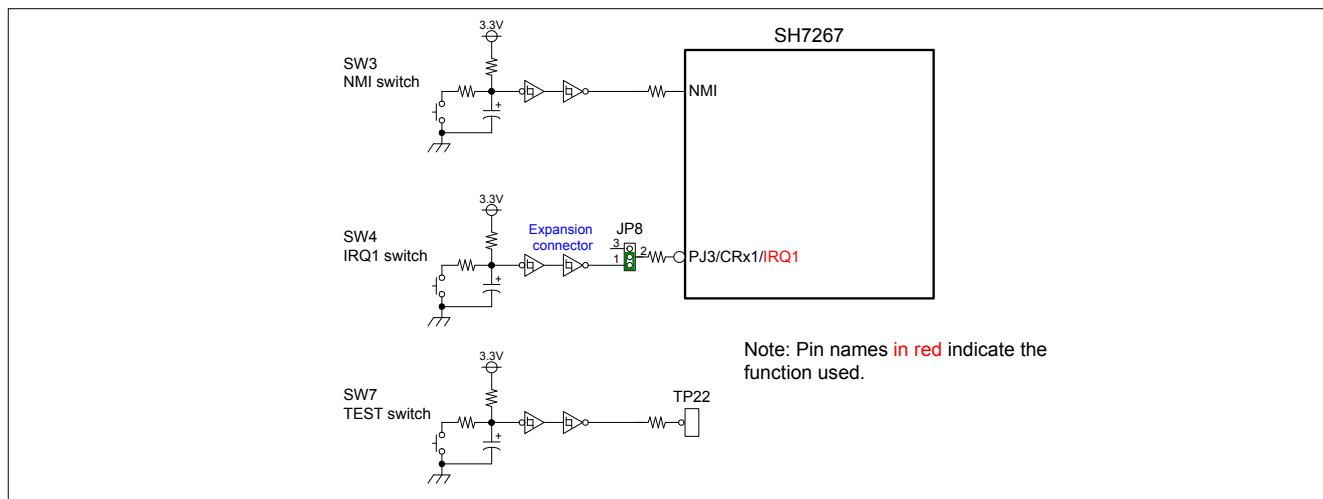 SH7267
3.3V
SW3
NMI switch
NMI
3.3V
SW4
IRQ1 switch
Expansion
connector
JP8
3
2
1
PJ3/CRx1/IRQ1
Note: Pin names in red indicate the
function used.
3.3V
SW7
TEST switch
TP22